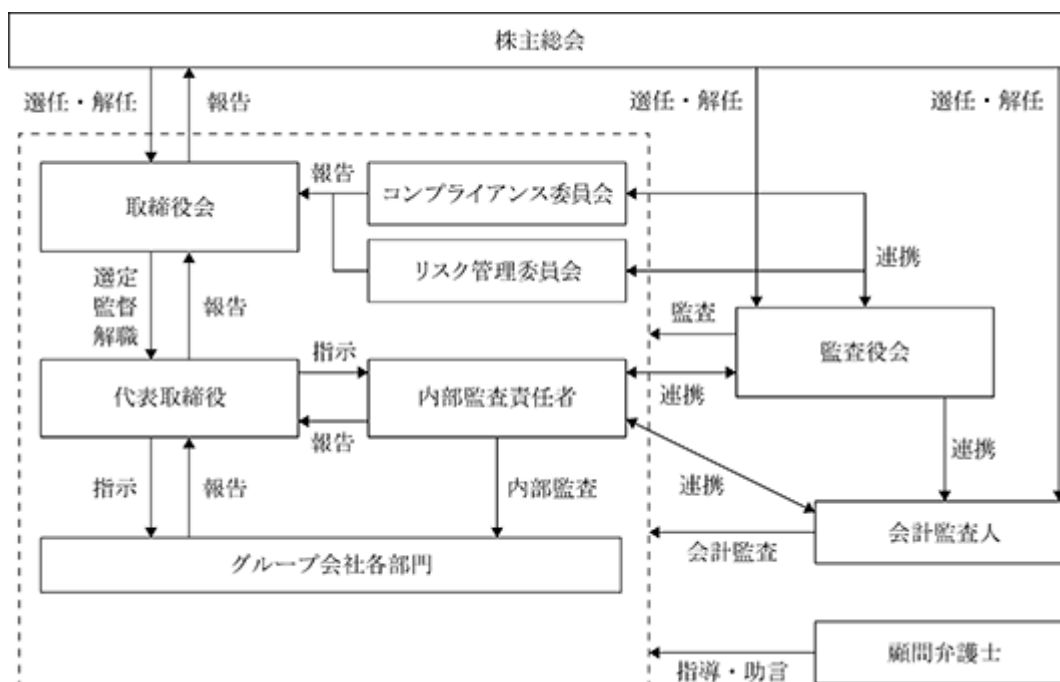 株主総会
選任・解任
報告
選任・解任
選任・解任
取締役会
報告
コンプライアンス委員会
リスク管理委員会
連携
選定
監督
解職
報告
監査
監査役会
代表取締役
指示
報告
内部監査責任者
連携
連携
指示
報告
内部監査
連携
会計監査人
会計監査
グループ会社各部門
顧問弁護士
指導・助言